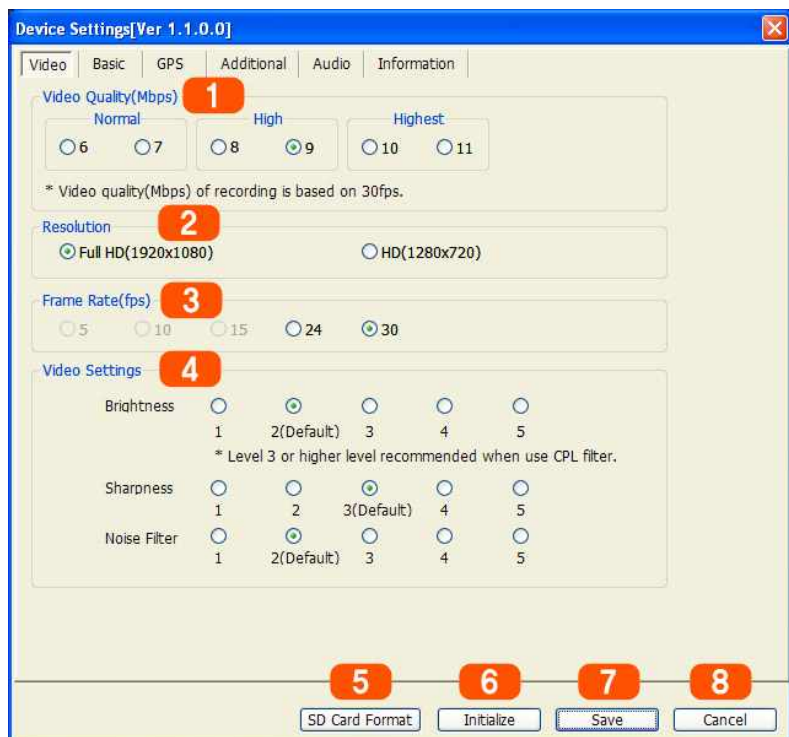 Device Settings[Ver 1.1.0.0]
Video Basic GPS Additional Audio Information
Video Quality(Mbps) 1
Normal High Highest
6 7 8 9 10 11
* Video quality(Mbps) of recording is based on 30fps.
Resolution 2
Full HD(1920x1080) HD(1280x720)
Frame Rate(fps) 3
5 10 15 24 30
Video Settings 4
Brightness
1 2(Default) 3 4 5
* Level 3 or higher level recommended when use CPL filter.
Sharpness
1 2 3(Default) 4 5
Noise Filter
1 2(Default) 3 4 5
5 6 7 8
SD Card Format Initialize Save Cancel